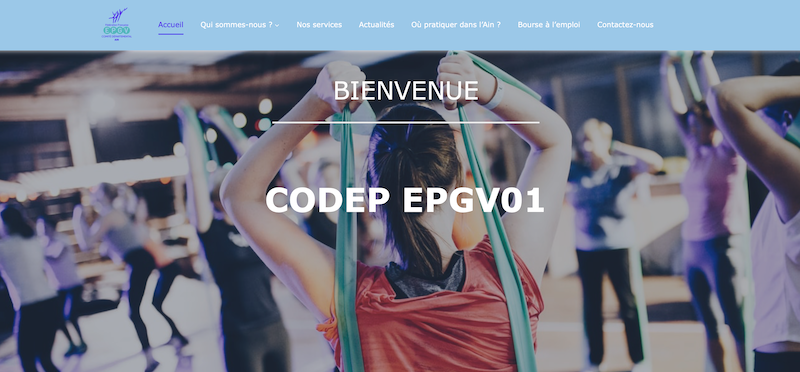 EPGV
Accueil
Qui sommes-nous ?
Nos services
Actualités
Où pratiquer dans l'Ain ?
Bourse à l'emploi
Contactez-nous
BIENVENUE
CODEP EPGV01